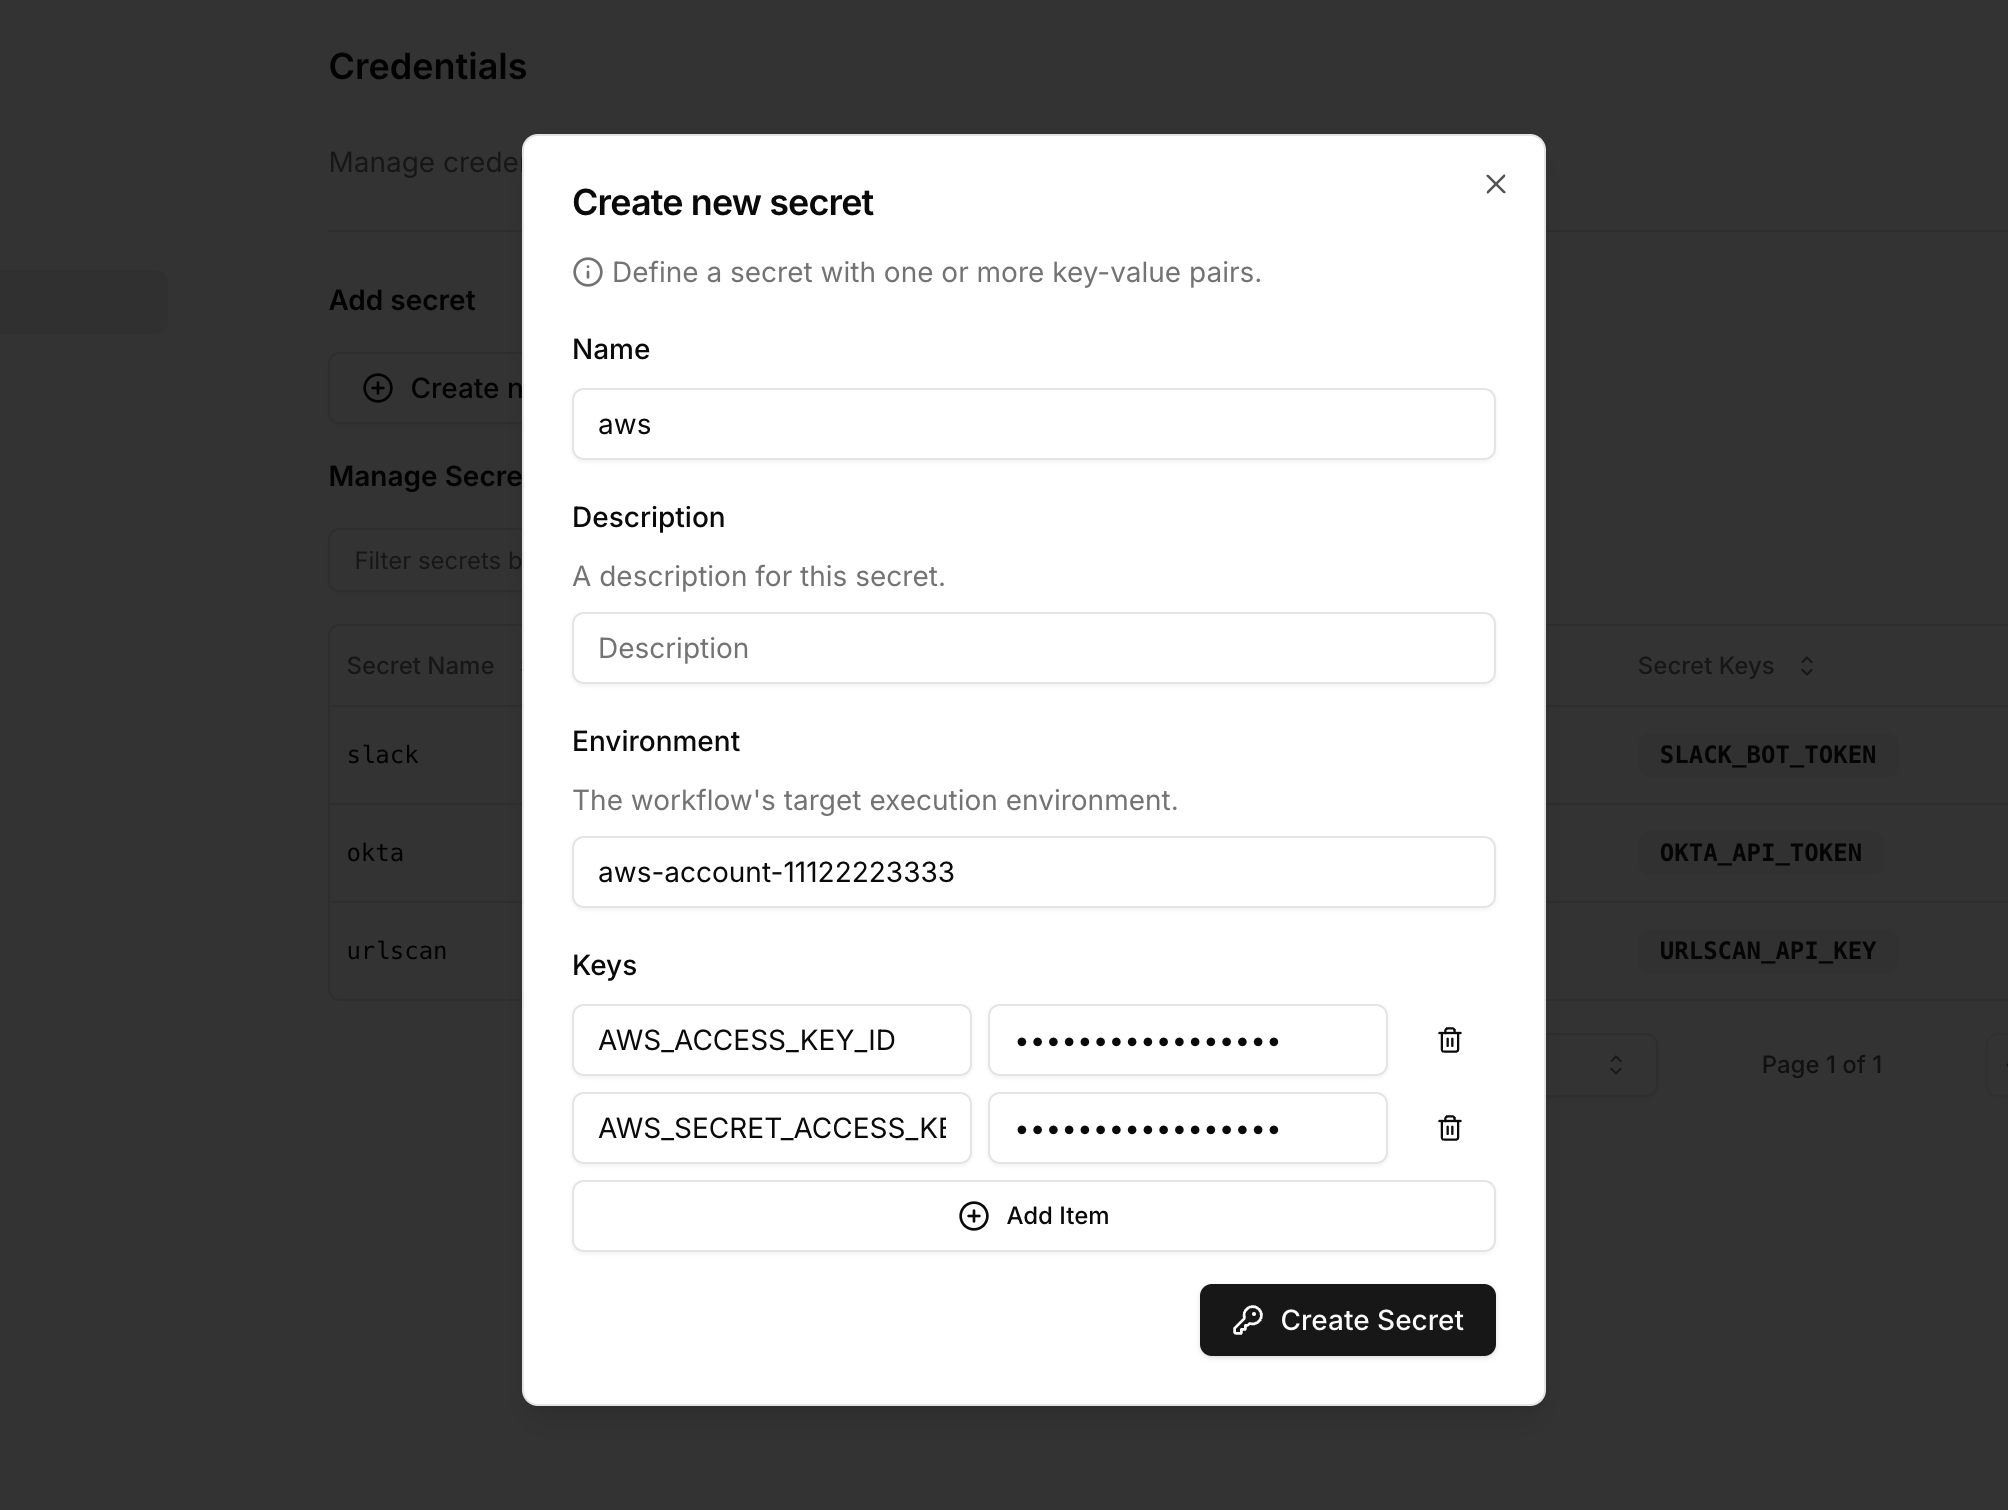 Credentials
Manage crede
Create new secret
Define a secret with one or more key-value pairs.
Add secret
Create n
Name
aws
Manage Secre
Filter secrets b
Description
A description for this secret.
Description
Secret Name
Secret Keys
slack
SLACK_BOT_TOKEN
okta
OKTA_API_TOKEN
urlscan
URLSCAN_API_KEY
Page 1 of 1
Environment
The workflow's target execution environment.
aws-account-11122223333
Keys
AWS_ACCESS_KEY_ID •••••••••••••••••
AWS_SECRET_ACCESS_KE •••••••••••••••••
Add Item
Create Secret